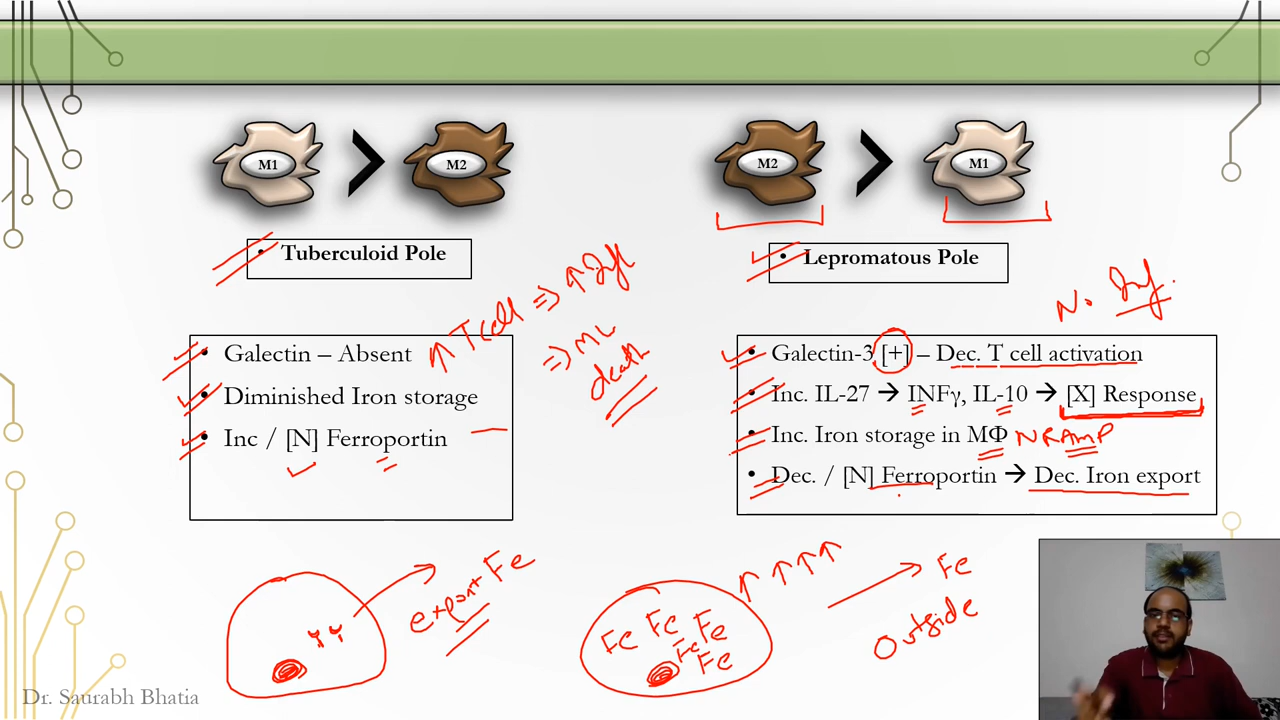 M1
M2
M2
M1
• Tuberculoid Pole
• Lepromatous Pole
↑ T cell ⇒ ↑ Infl
⇒ ML
death
No Inf.
• Galectin – Absent
• Diminished Iron storage
• Inc / [N] Ferroportin
• Galectin-3 [+] – Dec. T cell activation
• Inc. IL-27 → INFγ, IL-10 → [X] Response
• Inc. Iron storage in MΦ NRAMP
• Dec. / [N] Ferroportin → Dec. Iron export
export Fe
Fe Fe Fe
Fe Fe
↑ ↑ ↑ ↑
Fe
Outside
Dr. Saurabh Bhatia